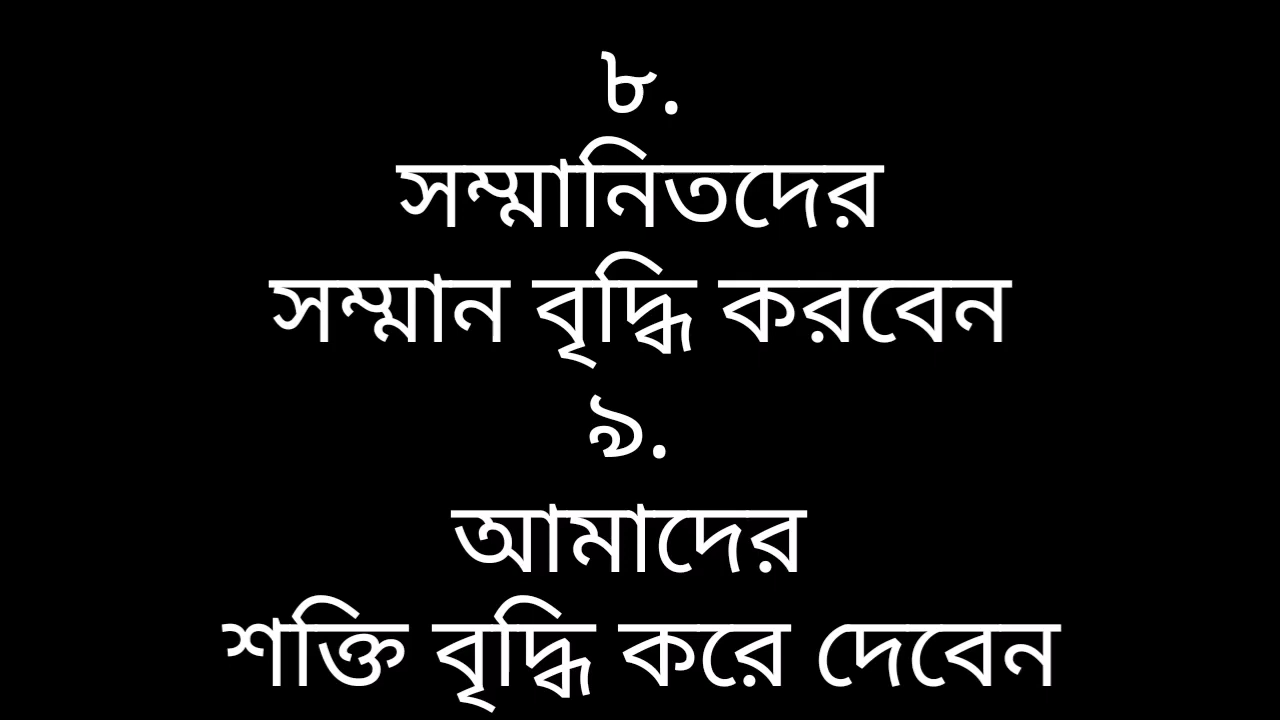 ৮.
সম্মানিতদের
সম্মান বৃদ্ধি করবেন
৯.
আমাদের
শক্তি বৃদ্ধি করে দেবেন